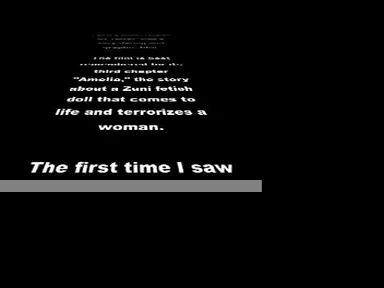 The film is best
remembered for its
third chapter
"Amelia," the story
about a Zuni fetish
doll that comes to
life and terrorizes a
woman.
The first time I saw